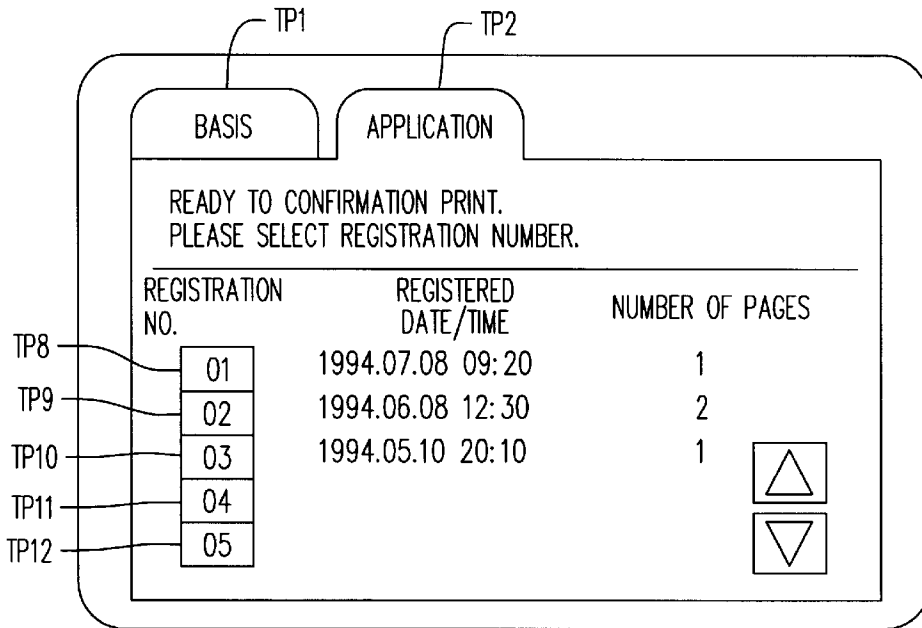 TP1
TP2
BASIS
APPLICATION
READY TO CONFIRMATION PRINT.
PLEASE SELECT REGISTRATION NUMBER.
REGISTRATION NO.
REGISTERED DATE/TIME
NUMBER OF PAGES
TP8 01 1994.07.08 09:20 1
TP9 02 1994.06.08 12:30 2
TP10 03 1994.05.10 20:10 1
TP11 04
TP12 05